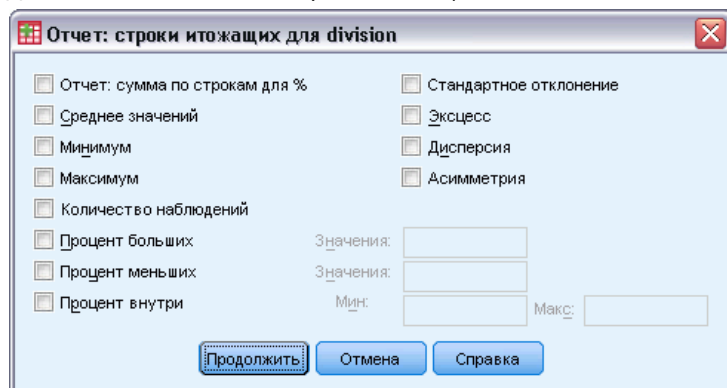 Отчет: строки итожащих для division
Отчет: сумма по строкам для %
Стандартное отклонение
Среднее значений
Эксцесс
Минимум
Дисперсия
Максимум
Асимметрия
Количество наблюдений
Процент больших
Значения:
Процент меньших
Значения:
Процент внутри
Мин:
Макс:
Продолжить
Отмена
Справка